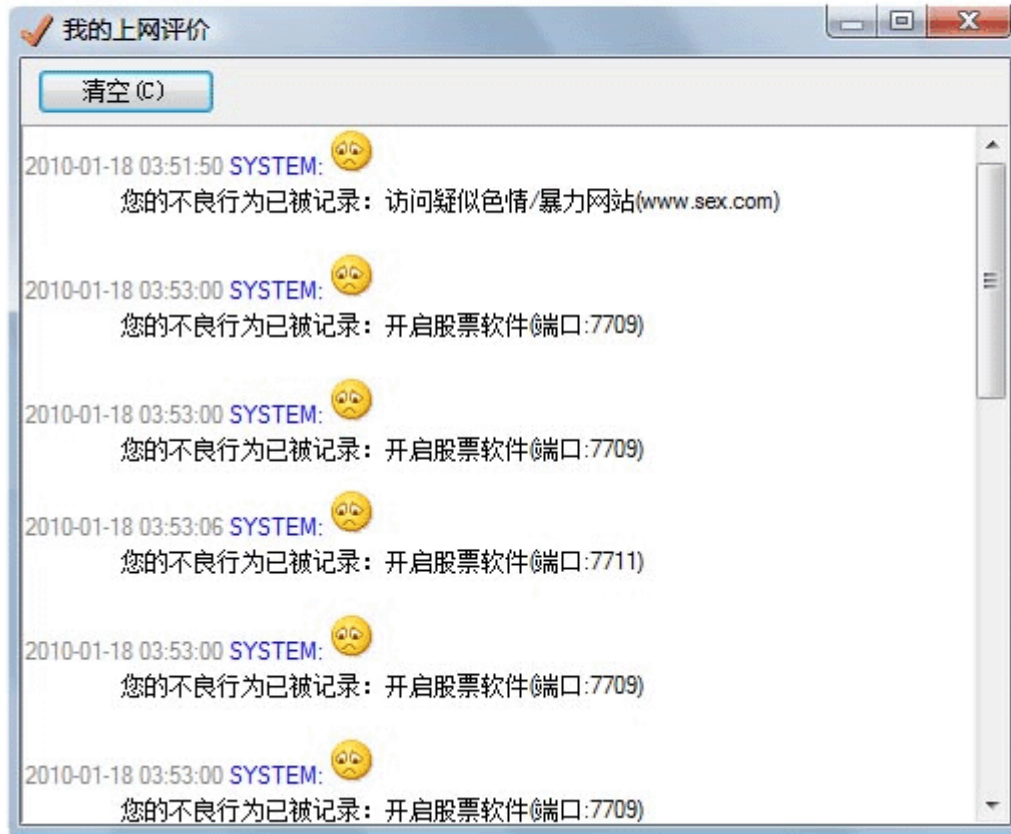 我的上网评价
清空(C)
2010-01-18 03:51:50 SYSTEM:
您的不良行为已被记录：访问疑似色情/暴力网站(www.sex.com)
2010-01-18 03:53:00 SYSTEM:
您的不良行为已被记录：开启股票软件(端口:7709)
2010-01-18 03:53:00 SYSTEM:
您的不良行为已被记录：开启股票软件(端口:7709)
2010-01-18 03:53:06 SYSTEM:
您的不良行为已被记录：开启股票软件(端口:7711)
2010-01-18 03:53:00 SYSTEM:
您的不良行为已被记录：开启股票软件(端口:7709)
2010-01-18 03:53:00 SYSTEM:
您的不良行为已被记录：开启股票软件(端口:7709)